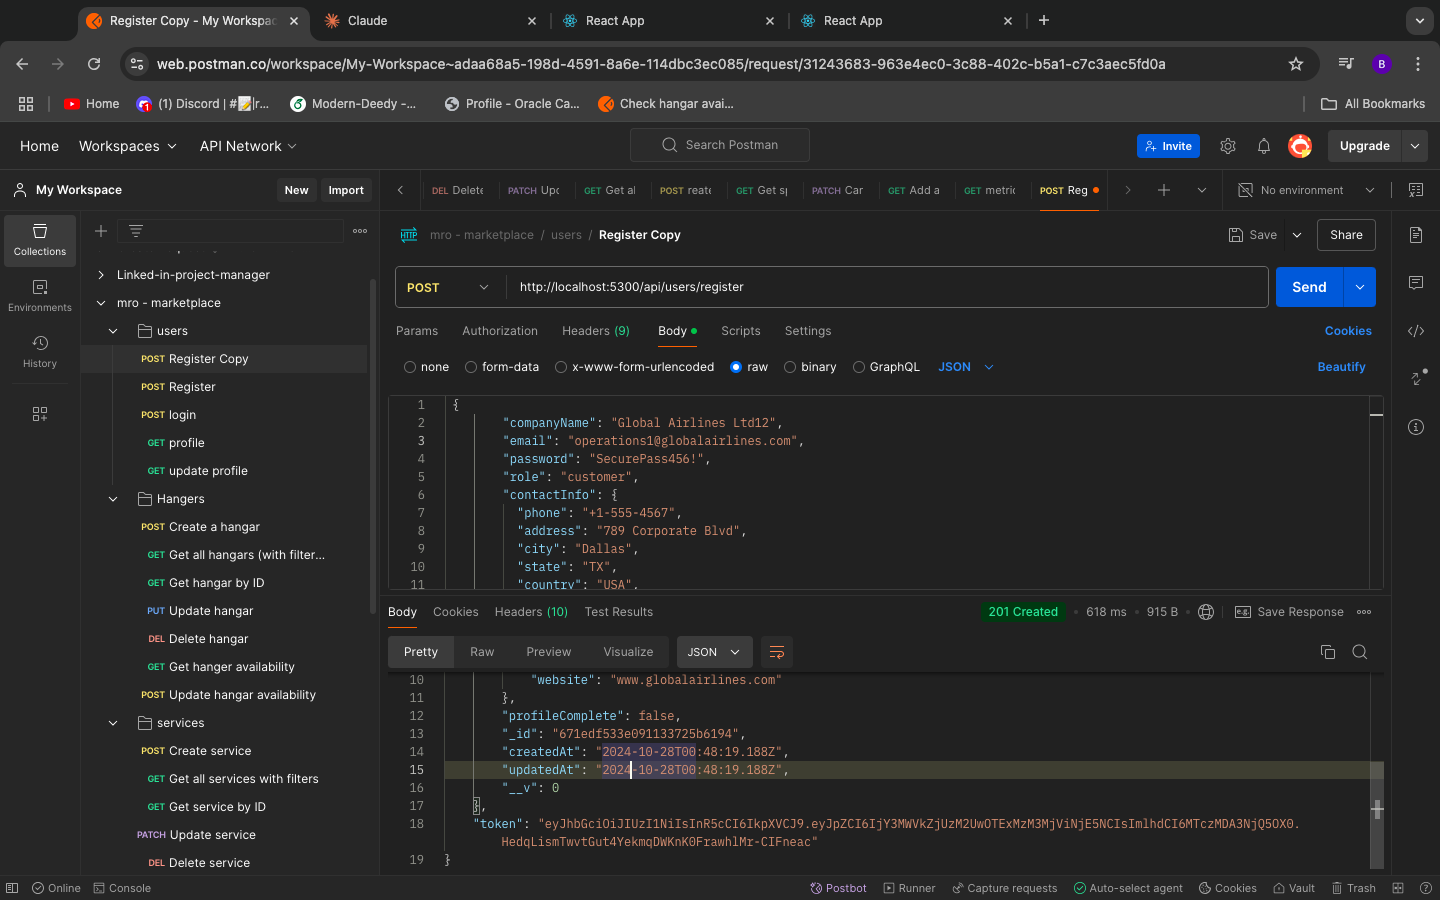 Register Copy - My Workspac
Claude
React App
React App
web.postman.co/workspace/My-Workspace~adaa68a5-198d-4591-8a6e-114dbc3ec085/request/31243683-963e4ec0-3c88-402c-b5a1-c7c3aec5fd0a
B
Home
(1) Discord | #
Modern-Deedy -...
Profile - Oracle Ca...
Check hangar avai...
All Bookmarks
Home
Workspaces
API Network
Search Postman
Invite
Upgrade
My Workspace
New
Import
DEL Delete
PATCH Upc
GET Get al
POST reate
GET Get sp
PATCH Car
GET Add a
GET metric
POST Reg
No environment
Collections
Environments
History
Linked-in-project-manager
mro - marketplace
users
POST Register Copy
POST Register
POST login
GET profile
GET update profile
Hangers
POST Create a hangar
GET Get all hangars (with filter...
GET Get hangar by ID
PUT Update hangar
DEL Delete hangar
GET Get hanger availability
POST Update hangar availability
services
POST Create service
GET Get all services with filters
GET Get service by ID
PATCH Update service
DEL Delete service
HTTP mro - marketplace / users / Register Copy
Save
Share
POST
http://localhost:5300/api/users/register
Send
Params
Authorization
Headers (9)
Body
Scripts
Settings
Cookies
none
form-data
x-www-form-urlencoded
raw
binary
GraphQL
JSON
Beautify
1 {
2 "companyName": "Global Airlines Ltd12",
3 "email": "operations1@globalairlines.com",
4 "password": "SecurePass456!",
5 "role": "customer",
6 "contactInfo": {
7 "phone": "+1-555-4567",
8 "address": "789 Corporate Blvd",
9 "city": "Dallas",
10 "state": "TX",
11 "country": "USA",
Body
Cookies
Headers (10)
Test Results
201 Created
618 ms
915 B
e.g. Save Response
Pretty
Raw
Preview
Visualize
JSON
10 "website": "www.globalairlines.com"
11 },
12 "profileComplete": false,
13 "_id": "671edf533e091133725b6194",
14 "createdAt": "2024-10-28T00:48:19.188Z",
15 "updatedAt": "2024-10-28T00:48:19.188Z",
16 "__v": 0
17 },
18 "token": "eyJhbGciOiJIUzI1NiIsInR5cCI6IkpXVCJ9.eyJpZCI6IjY3MWVkZjUzM2UwOTExMzM3MjViNjE5NCIsImlhdCI6MTczMDA3NjQ5OX0.
HedqLismTwvtGut4YekmqDWKnK0FrawhlMr-CIFneac"
19 }
Online
Console
Postbot
Runner
Capture requests
Auto-select agent
Cookies
Vault
Trash